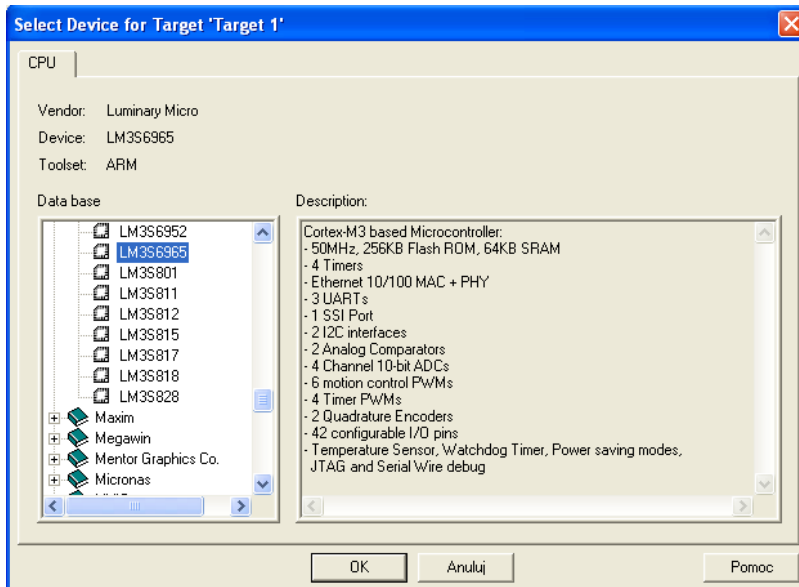 Select Device for Target 'Target 1'
CPU
Vendor: Luminary Micro
Device: LM3S6965
Toolset: ARM
Data base
LM3S6952
LM3S6965
LM3S801
LM3S811
LM3S812
LM3S815
LM3S817
LM3S818
LM3S828
Maxim
Megawin
Mentor Graphics Co.
Micronas
Description:
Cortex-M3 based Microcontroller:
- 50MHz, 256KB Flash ROM, 64KB SRAM
- 4 Timers
- Ethernet 10/100 MAC + PHY
- 3 UARTs
- 1 SSI Port
- 2 I2C interfaces
- 2 Analog Comparators
- 4 Channel 10-bit ADCs
- 6 motion control PWMs
- 4 Timer PWMs
- 2 Quadrature Encoders
- 42 configurable I/O pins
- Temperature Sensor, Watchdog Timer, Power saving modes,
JTAG and Serial Wire debug
OK
Anuluj
Pomoc